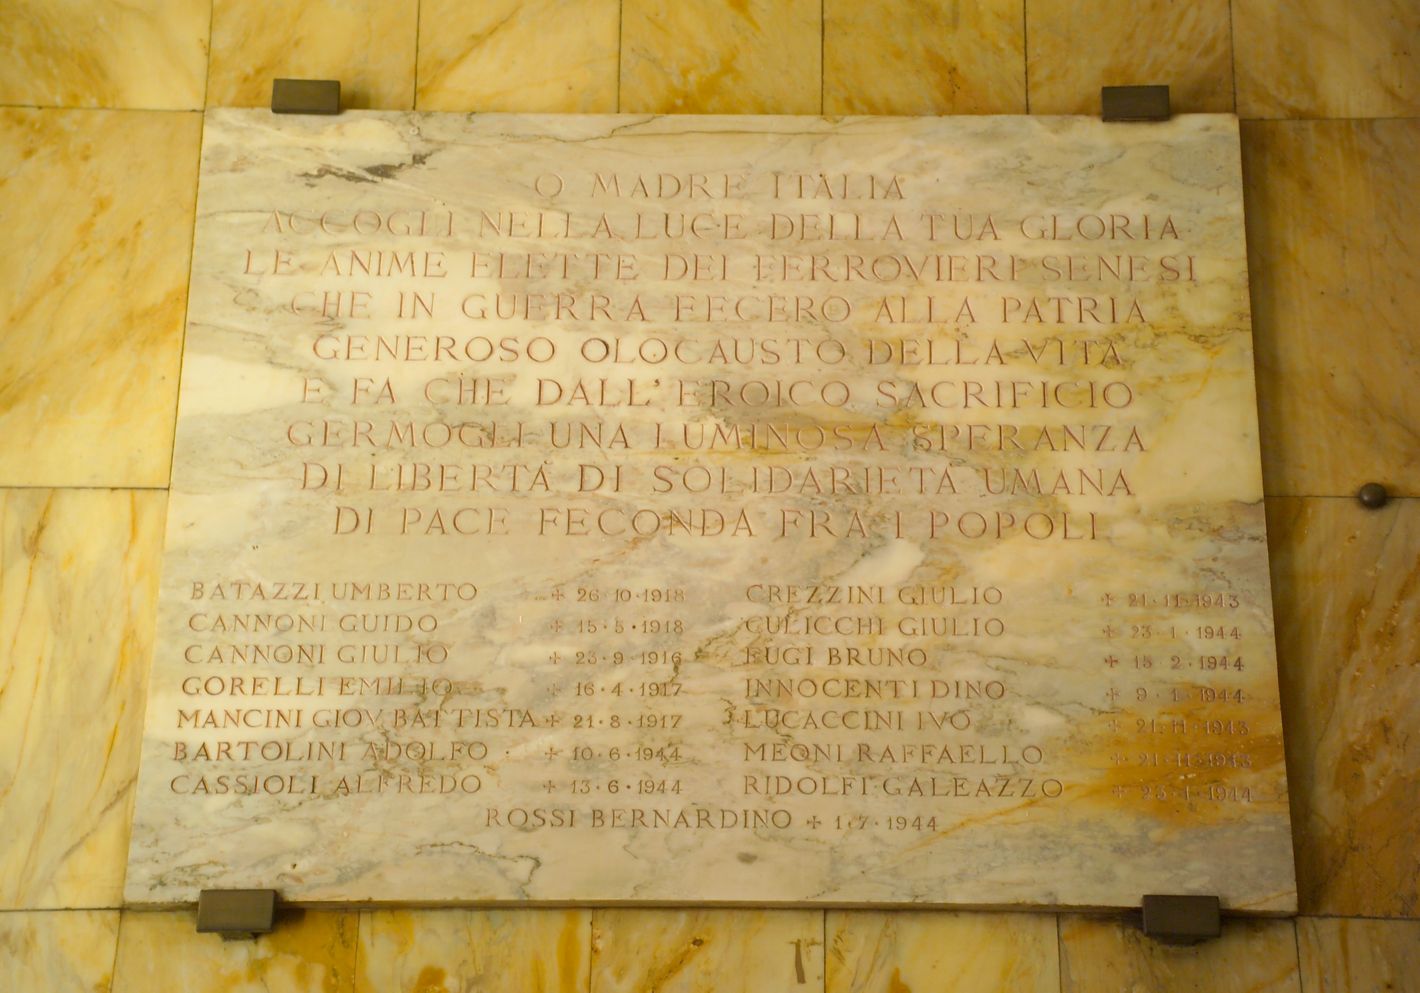 O MADRE ITALIA
ACCOGLI NELLA LUCE DELLA TUA GLORIA
LE ANIME ELETTE DEI FERROVIERI SENESI
CHE IN GUERRA FECERO ALLA PATRIA
GENEROSO OLOCAUSTO DELLA VITA
E FA CHE DALL'EROICO SACRIFICIO
GERMOGLI UNA LUMINOSA SPERANZA
DI LIBERTA DI SOLIDARIETA UMANA
DI PACE FECONDA FRA I POPOLI
BATAZZI UMBERTO + 26·10·1918 CREZZINI GIULIO + 21·11·1943
CANNONI GUIDO + 15·5·1918 CULICCHI GIULIO + 23·1·1944
CANNONI GIULIO + 23·9·1916 FUGI BRUNO + 15·2·1944
GORELLI EMILIO + 16·4·1917 INNOCENTI DINO + 9·1·1944
MANCINI GIOV. BATTISTA + 21·8·1917 LUCACCINI IVO + 21·11·1943
BARTOLINI ADOLFO + 10·6·1944 MEONI RAFFAELLO + 21·11·1943
CASSIOLI ALFREDO + 13·6·1944 RIDOLFI GALEAZZO + 23·1·1944
ROSSI BERNARDINO + 1·7·1944